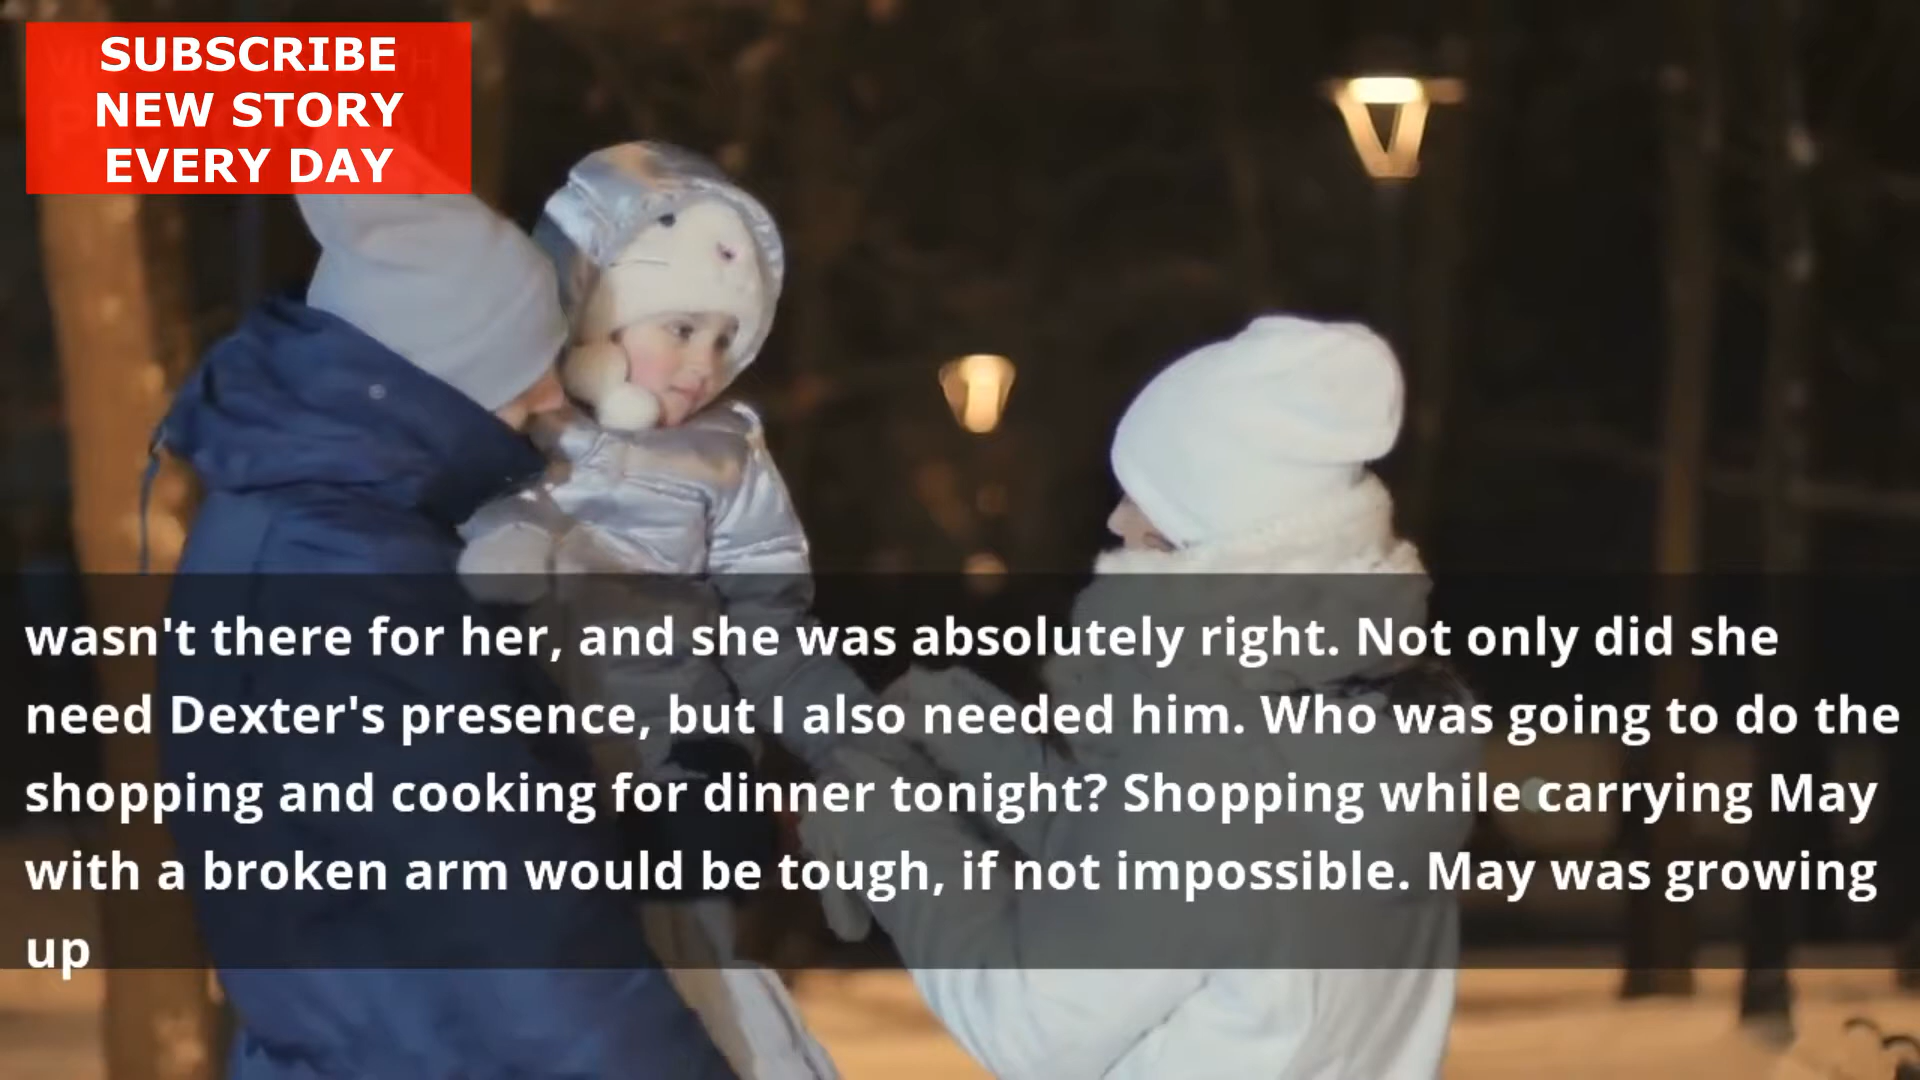 SUBSCRIBE
NEW STORY
EVERY DAY
wasn't there for her, and she was absolutely right. Not only did she
need Dexter's presence, but I also needed him. Who was going to do the
shopping and cooking for dinner tonight? Shopping while carrying May
with a broken arm would be tough, if not impossible. May was growing
up